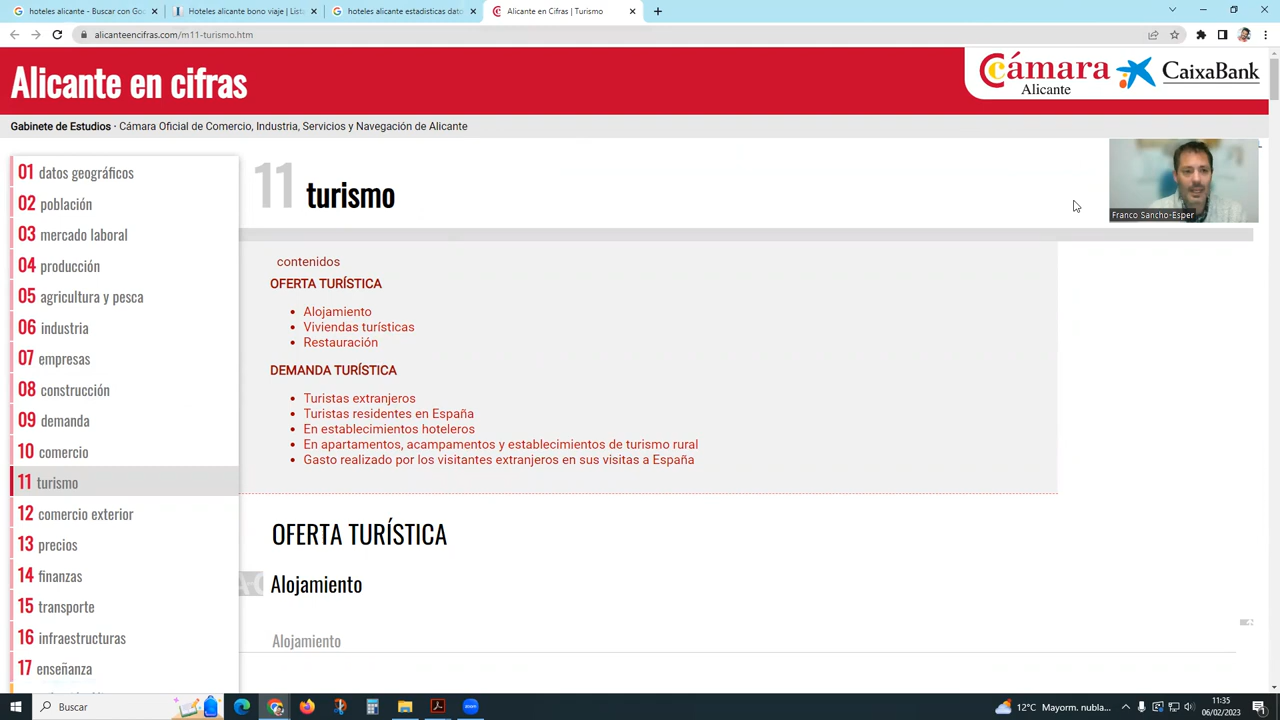 hoteles alicante - Buscar con Goo
Hoteles alicante bono viaje | Lista
hoteles alicante estadisticas dato
Alicante en Cifras | Turismo
alicanteencifras.com/m11-turismo.htm
Alicante en cifras
cámara
Alicante
CaixaBank
Gabinete de Estudios · Cámara Oficial de Comercio, Industria, Servicios y Navegación de Alicante
01 datos geográficos
02 población
03 mercado laboral
04 producción
05 agricultura y pesca
06 industria
07 empresas
08 construcción
09 demanda
10 comercio
11 turismo
12 comercio exterior
13 precios
14 finanzas
15 transporte
16 infraestructuras
17 enseñanza
11 turismo
Franco Sancho-Esper
contenidos
OFERTA TURÍSTICA
• Alojamiento
• Viviendas turísticas
• Restauración
DEMANDA TURÍSTICA
• Turistas extranjeros
• Turistas residentes en España
• En establecimientos hoteleros
• En apartamentos, acampamentos y establecimientos de turismo rural
• Gasto realizado por los visitantes extranjeros en sus visitas a España
OFERTA TURÍSTICA
Alojamiento
Alojamiento
Buscar
zoom
12°C Mayorm. nubla...
11:35
06/02/2023